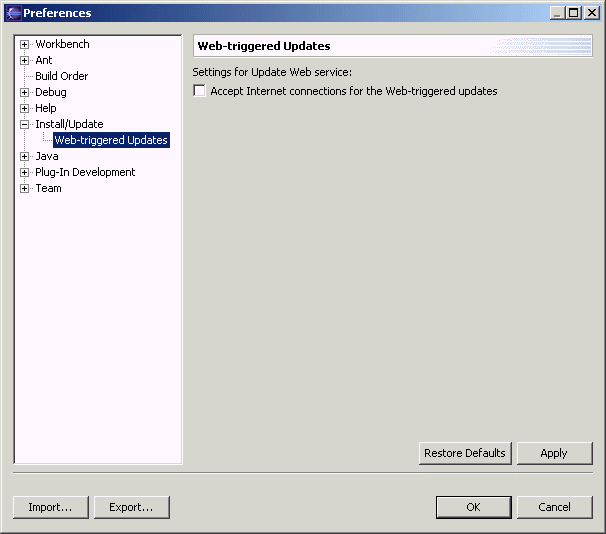 Preferences
Workbench
Ant
Build Order
Debug
Help
Install/Update
Web-triggered Updates
Java
Plug-In Development
Team
Web-triggered Updates
Settings for Update Web service:
Accept Internet connections for the Web-triggered updates
Restore Defaults
Apply
Import...
Export...
OK
Cancel